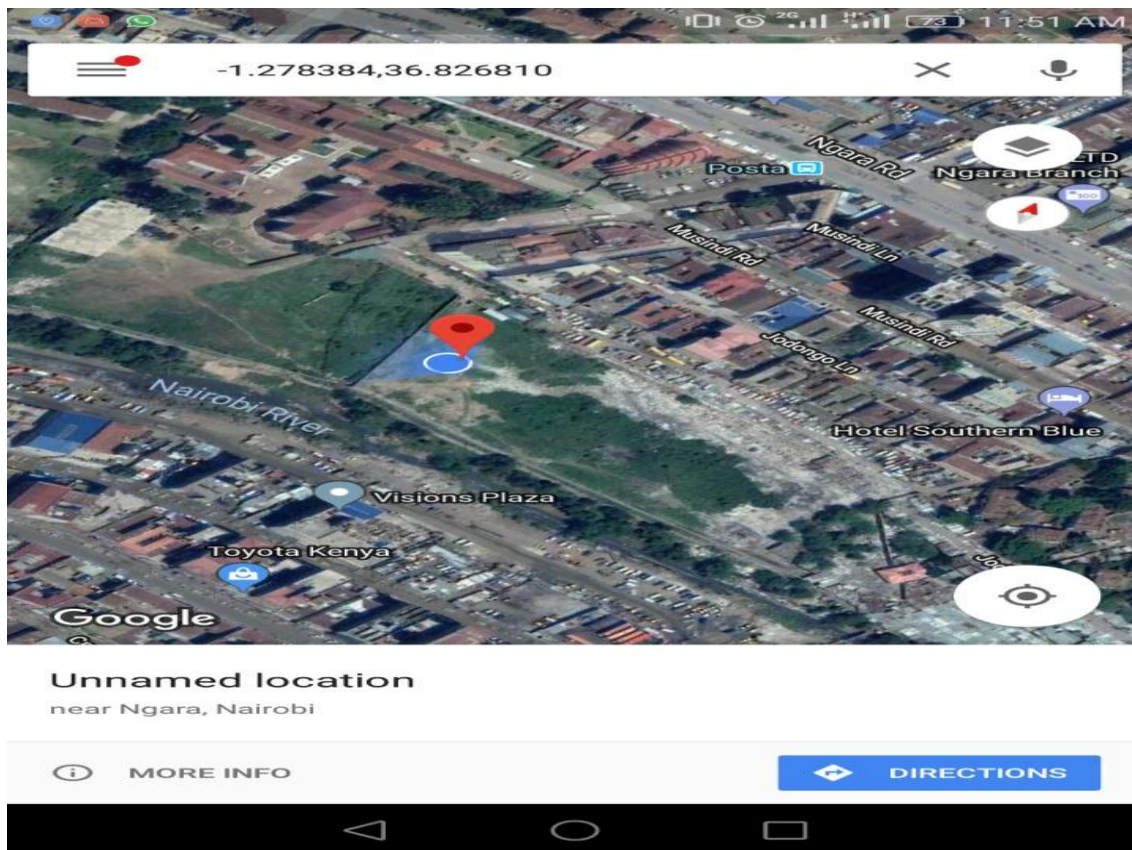 2G H+ 73 11:51 AM
-1.278384,36.826810
Ngara Rd
Posta
LTD
Ngara Branch
Musindi Rd
Musindi Ln
Musindi Rd
Jodongo Ln
Nairobi River
Hotel Southern Blue
Visions Plaza
Toyota Kenya
Google
Unnamed location
near Ngara, Nairobi
MORE INFO
DIRECTIONS